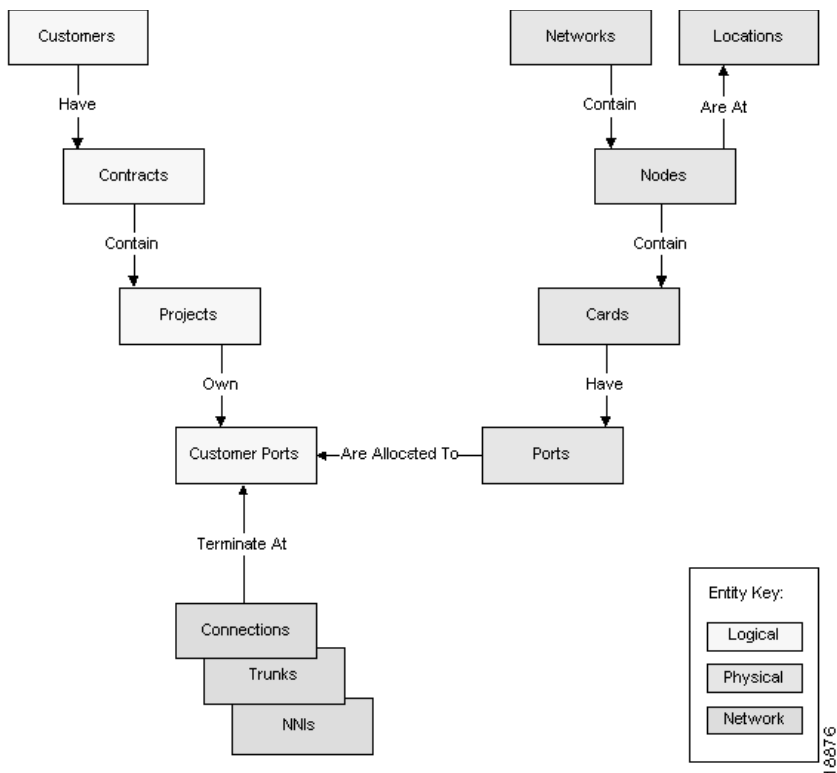 Customers
Networks
Locations
Have
Contain
Are At
Contracts
Nodes
Contain
Contain
Projects
Cards
Own
Have
Customer Ports
Are Allocated To
Ports
Terminate At
Connections
Trunks
NNIs
Entity Key:
Logical
Physical
Network
18876